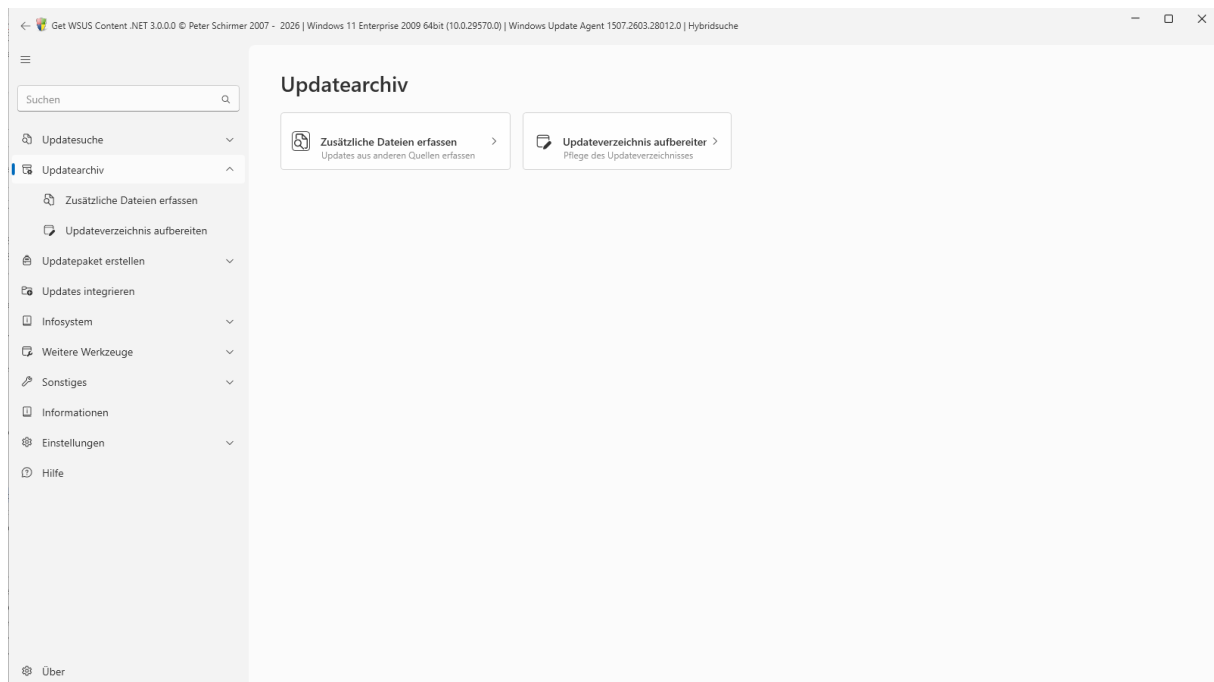 Get WSUS Content .NET 3.0.0.0 © Peter Schirmer 2007 - 2026 | Windows 11 Enterprise 2009 64bit (10.0.29570.0) | Windows Update Agent 1507.2603.28012.0 | Hybridsuche
Suchen
Updatesuche
Updatearchiv
Zusätzliche Dateien erfassen
Updateverzeichnis aufbereiten
Updatepaket erstellen
Updates integrieren
Infosystem
Weitere Werkzeuge
Sonstiges
Informationen
Einstellungen
Hilfe
Über
Updatearchiv
Zusätzliche Dateien erfassen
Updates aus anderen Quellen erfassen
Updateverzeichnis aufbereiter
Pflege des Updateverzeichnisses